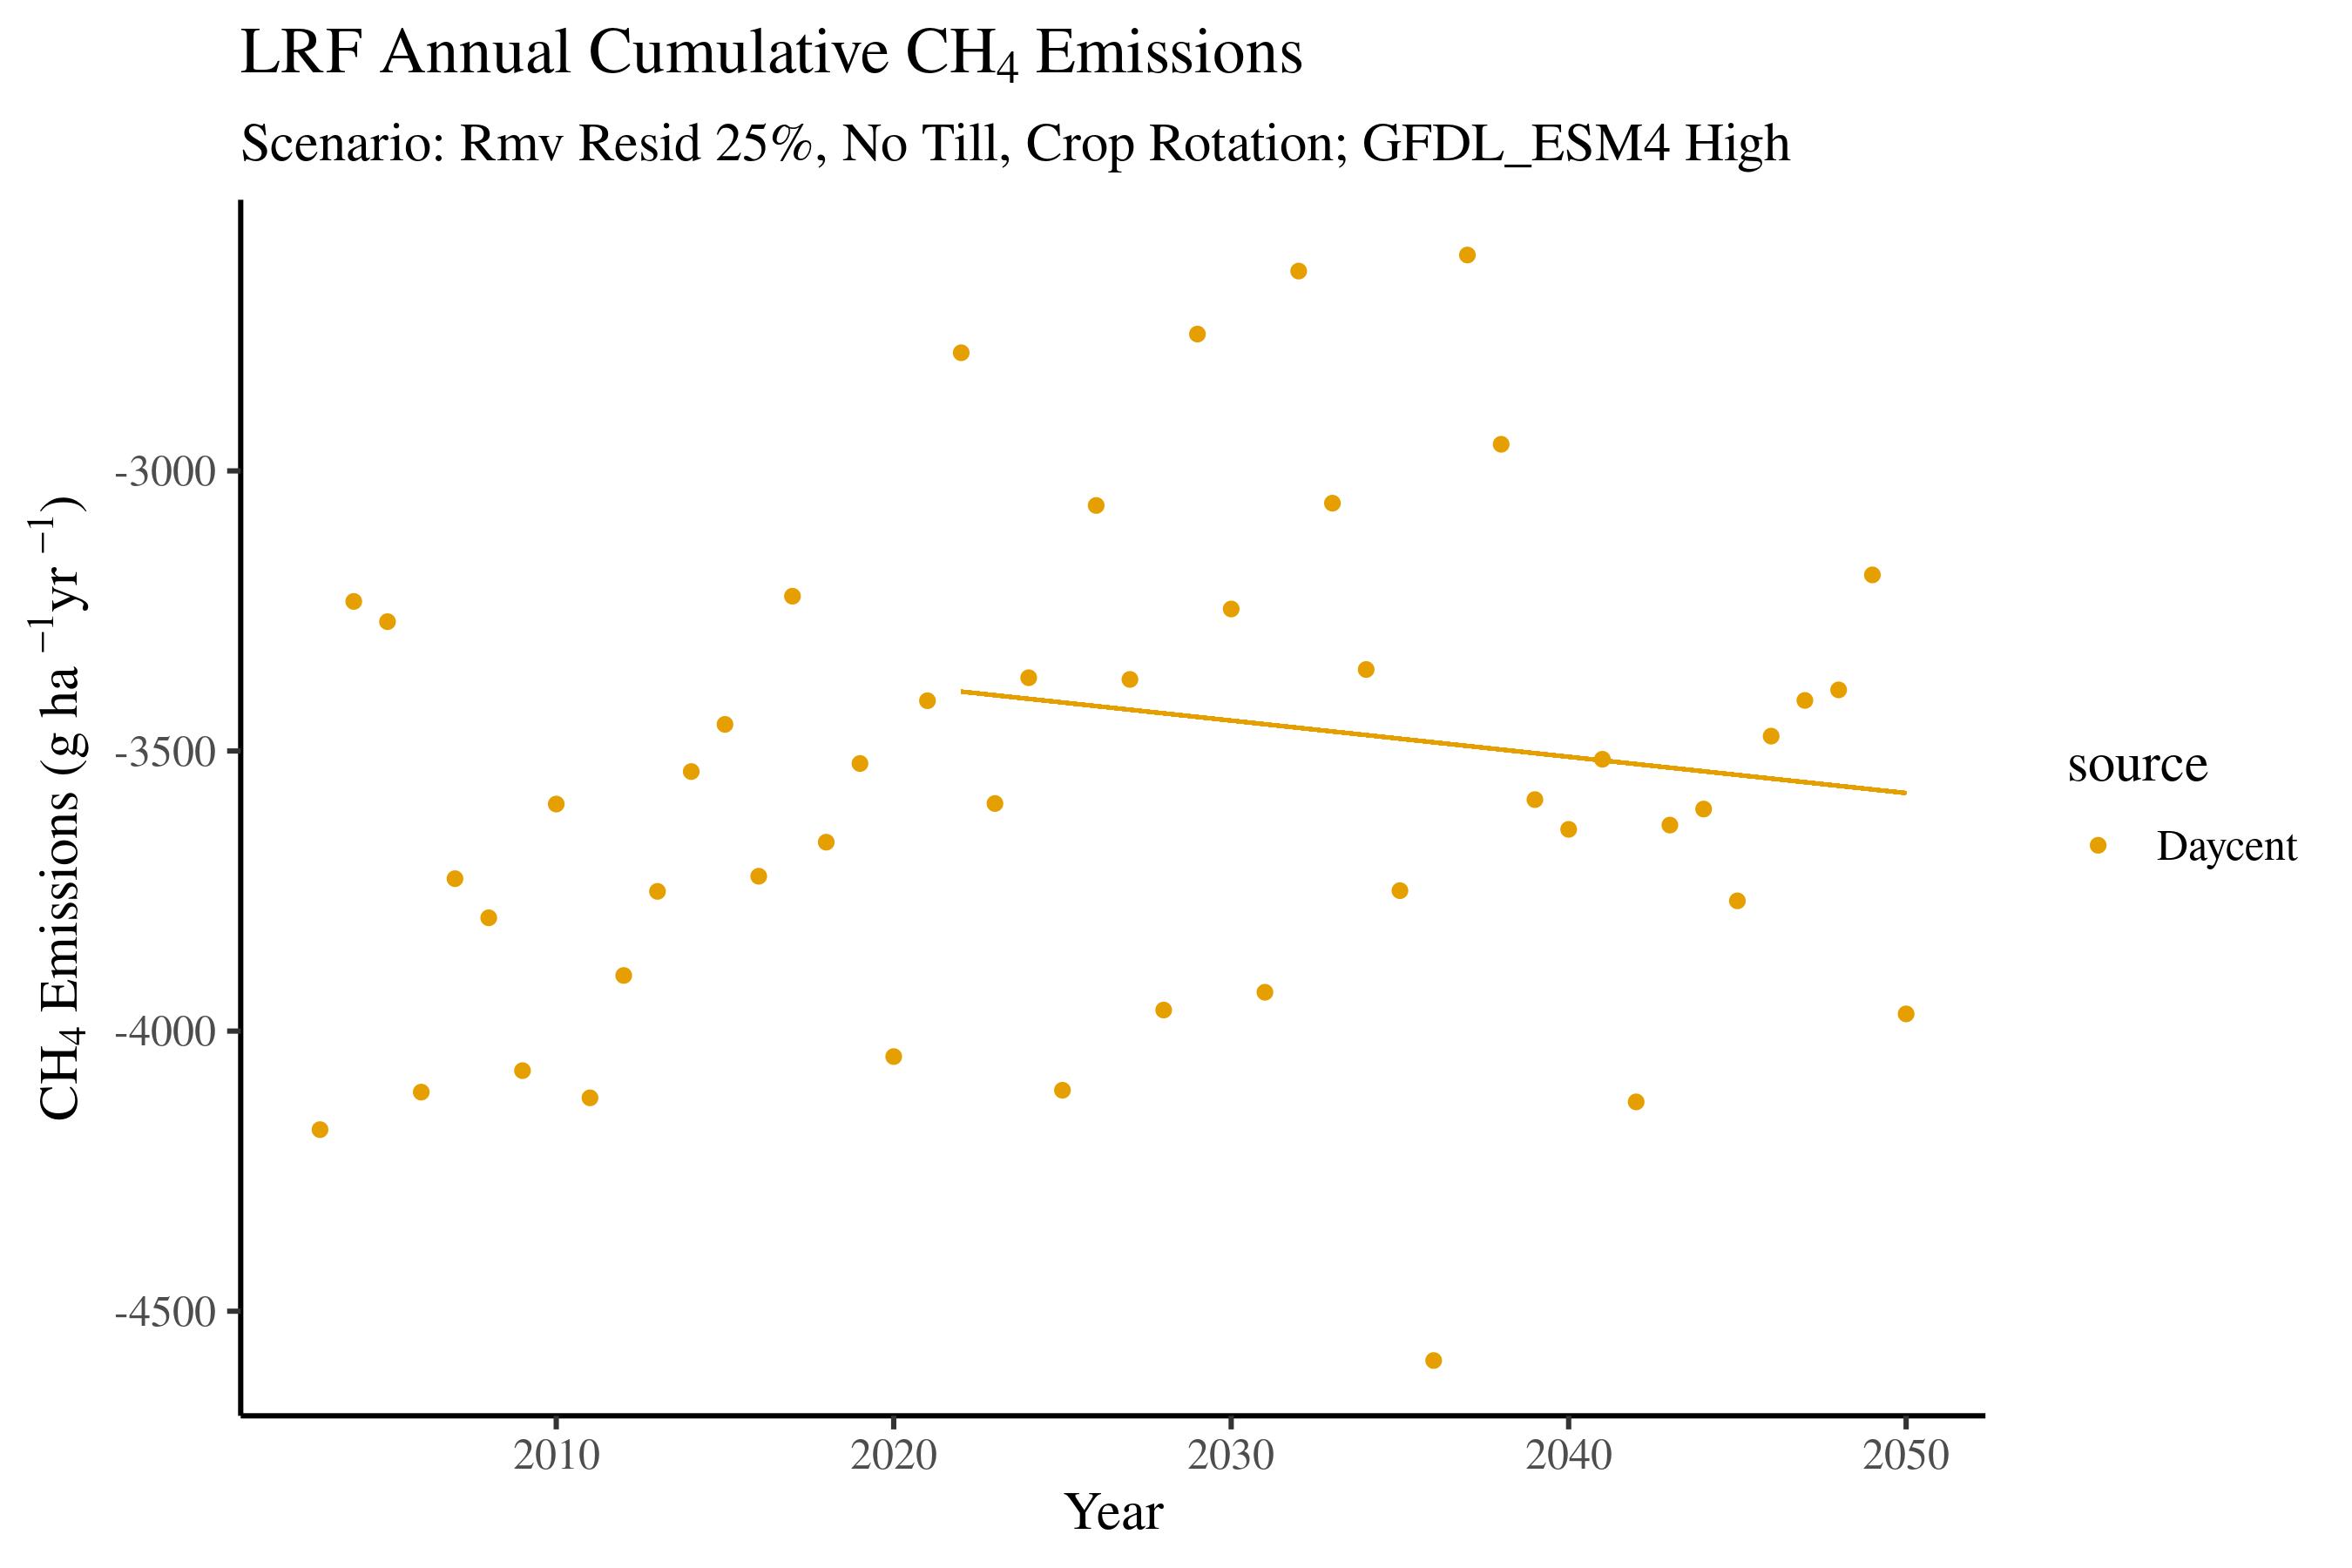 LRF Annual Cumulative CH₄ Emissions
Scenario: Rmv Resid 25%, No Till, Crop Rotation; GFDL_ESM4 High
CH₄ Emissions (g ha⁻¹yr⁻¹)
-3000
-3500
-4000
-4500
2010 2020 2030 2040 2050
Year
source
Daycent